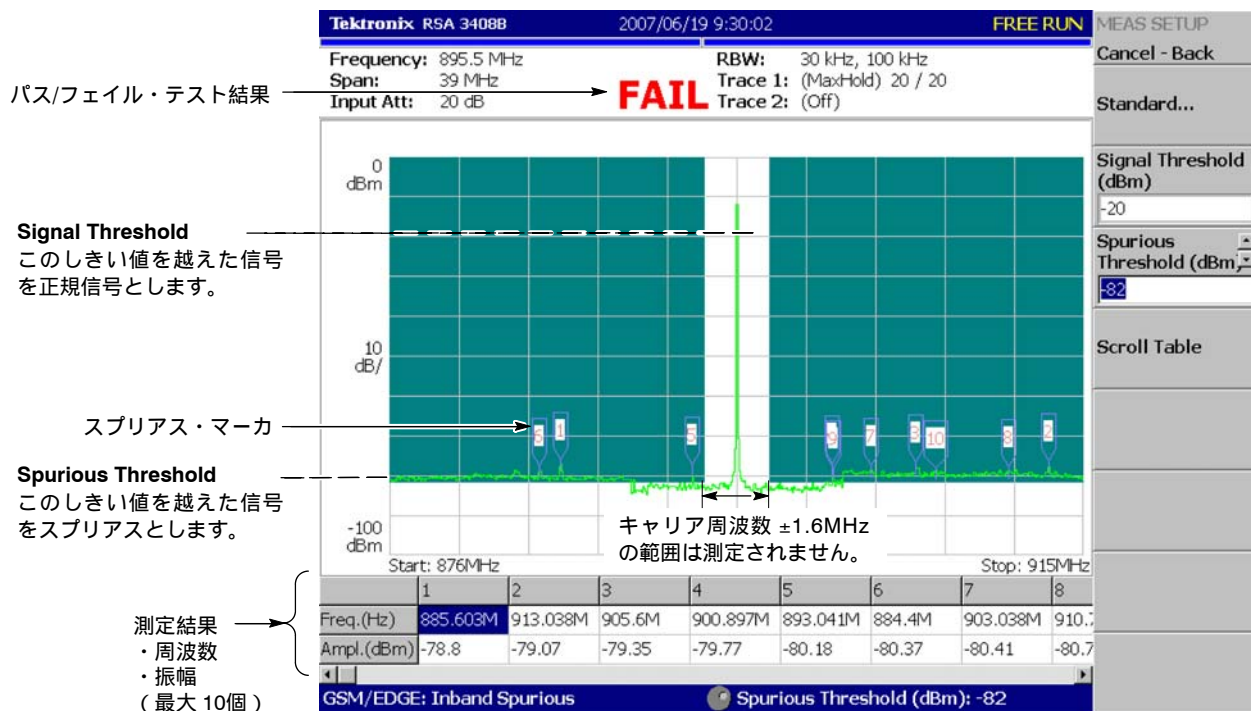 Tektronix RSA 3408B 2007/06/19 9:30:02 FREE RUN
MEAS SETUP
Cancel - Back
Standard...
Signal Threshold
(dBm)
-20
Spurious
Threshold (dBm)
-82
Scroll Table
Frequency: 895.5 MHz
Span: 39 MHz
Input Att: 20 dB
FAIL
RBW: 30 kHz, 100 kHz
Trace 1: (MaxHold) 20 / 20
Trace 2: (Off)
パス/フェイル・テスト結果
Signal Threshold
このしきい値を越えた信号
を正規信号とします。
スプリアス・マーカ
Spurious Threshold
このしきい値を越えた信号
をスプリアスとします。
0
dBm
10
dB/
-100
dBm
6 1 5 9 7 3 10 8 2
キャリア周波数 ±1.6MHz
の範囲は測定されません。
Start: 876MHz Stop: 915MHz
測定結果
・周波数
・振幅
( 最大 10個 )
1 2 3 4 5 6 7 8
Freq.(Hz) 885.603M 913.038M 905.6M 900.897M 893.041M 884.4M 903.038M 910.7
Ampl.(dBm) -78.8 -79.07 -79.35 -79.77 -80.18 -80.37 -80.41 -80.7
GSM/EDGE: Inband Spurious Spurious Threshold (dBm): -82